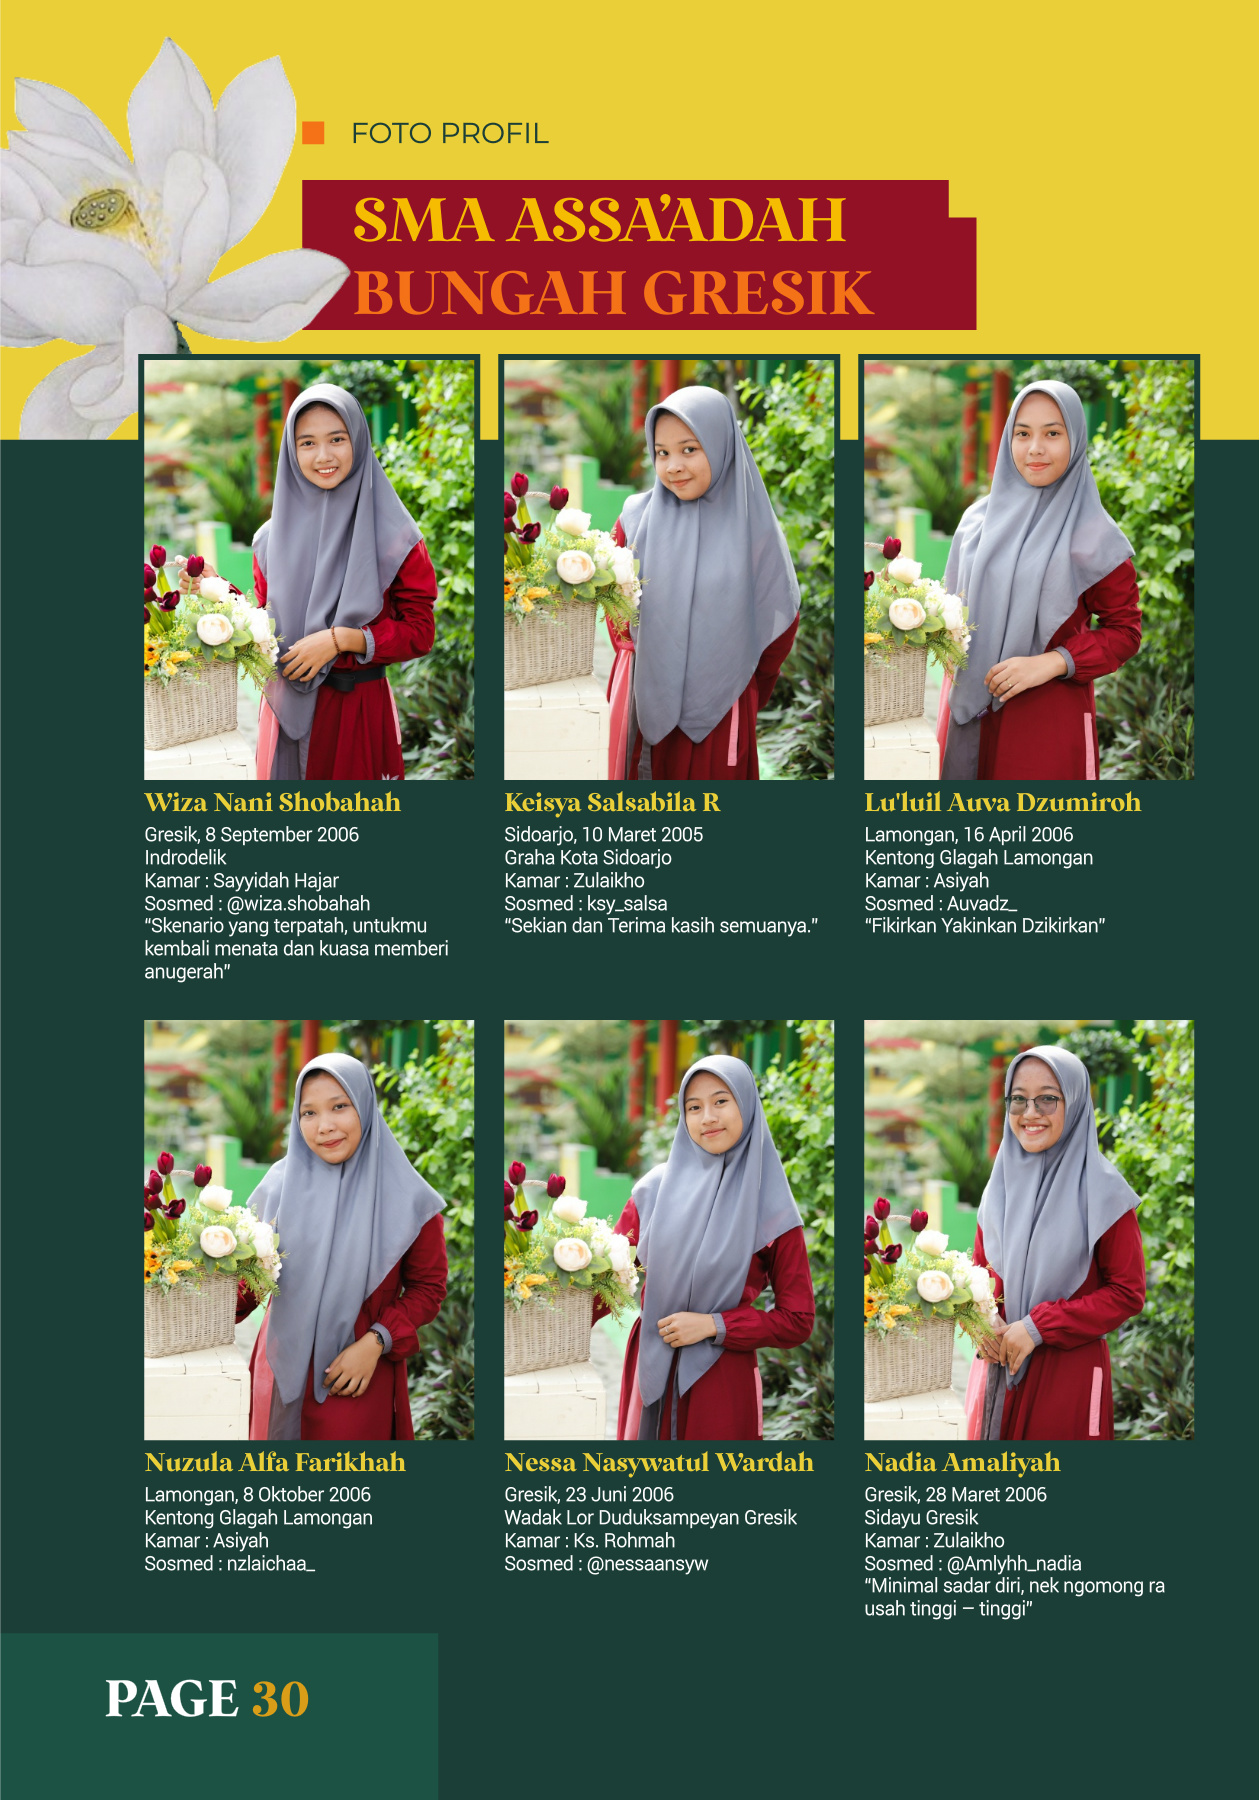 FOTO PROFIL
SMA ASSA’ADAH
BUNGAH GRESIK
Wiza Nani Shobahah
Gresik, 8 September 2006
Indrodelik
Kamar : Sayyidah Hajar
Sosmed : @wiza.shobahah
“Skenario yang terpatah, untukmu
kembali menata dan kuasa memberi
anugerah”
Keisya Salsabila R
Sidoarjo, 10 Maret 2005
Graha Kota Sidoarjo
Kamar : Zulaikho
Sosmed : ksy_salsa
“Sekian dan Terima kasih semuanya.”
Lu'luil Auva Dzumiroh
Lamongan, 16 April 2006
Kentong Glagah Lamongan
Kamar : Asiyah
Sosmed : Auvadz_
“Fikirkan Yakinkan Dzikirkan”
Nuzula Alfa Farikhah
Lamongan, 8 Oktober 2006
Kentong Glagah Lamongan
Kamar : Asiyah
Sosmed : nzlaichaa_
Nessa Nasywatul Wardah
Gresik, 23 Juni 2006
Wadak Lor Duduksampeyan Gresik
Kamar : Ks. Rohmah
Sosmed : @nessaansyw
Nadia Amaliyah
Gresik, 28 Maret 2006
Sidayu Gresik
Kamar : Zulaikho
Sosmed : @Amlyhh_nadia
“Minimal sadar diri, nek ngomong ra
usah tinggi – tinggi”
PAGE 30